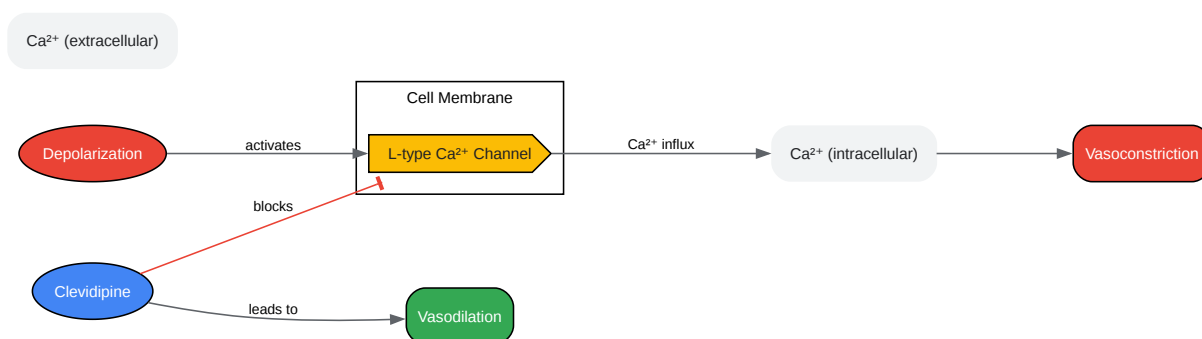 Ca²⁺ (extracellular)
Cell Membrane
Depolarization
activates
L-type Ca²⁺ Channel
Ca²⁺ influx
Ca²⁺ (intracellular)
Vasoconstriction
blocks
Clevidipine
leads to
Vasodilation